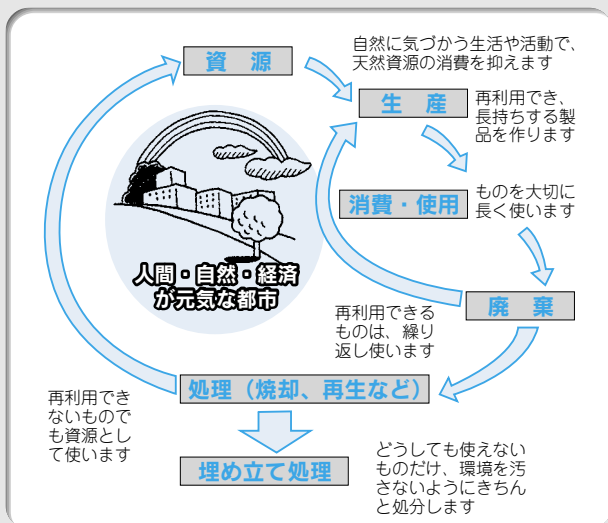 資　源
自然に気づかう生活や活動で、
天然資源の消費を抑えます
生　産
再利用でき、
長持ちする製
品を作ります
消費・使用
ものを大切に
長く使います
人間・自然・経済
が元気な都市
廃　棄
再利用できる
ものは、繰り
返し使います
処理（焼却、再生など）
再利用でき
ないもので
も資源とし
て使います
埋め立て処理
どうしても使えない
ものだけ、環境を汚
さないようにきちん
と処分します